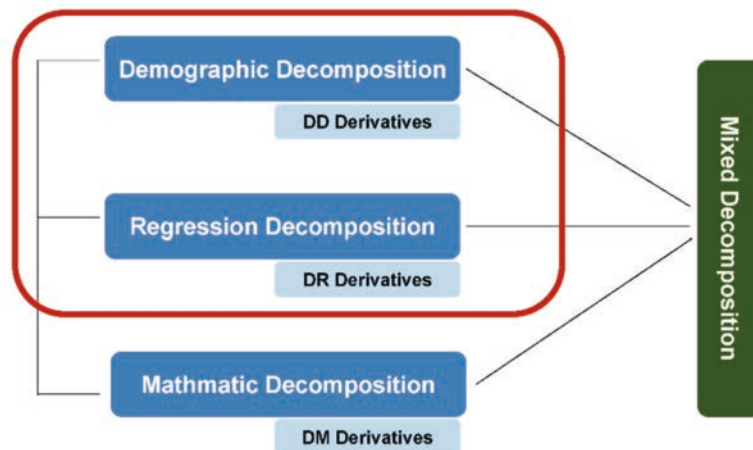 Demographic Decomposition
DD Derivatives
Regression Decomposition
DR Derivatives
Mathmatic Decomposition
DM Derivatives
Mixed Decomposition